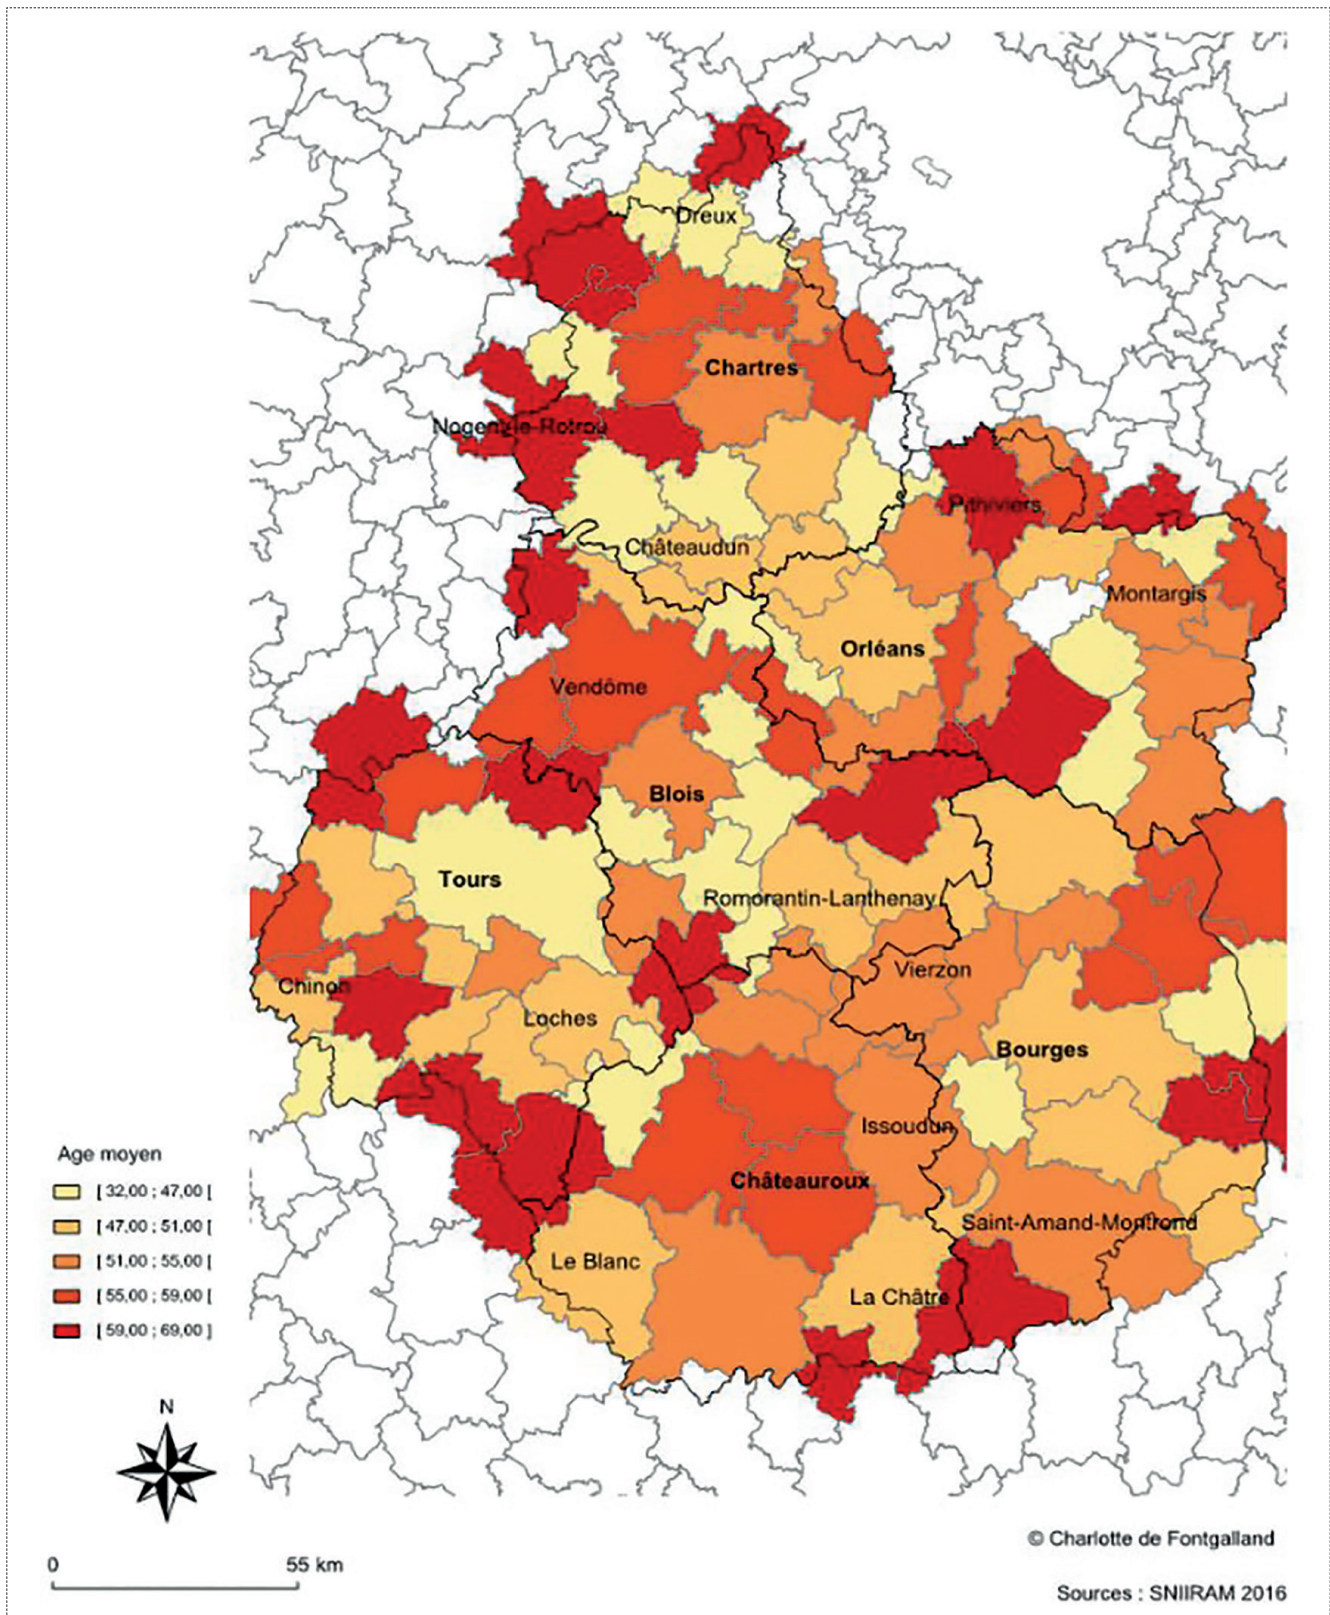 Dreux
Chartres
Nogent-le-Rotrou
Pithiviers
Châteaudun
Montargis
Orléans
Vendôme
Blois
Tours
Romorantin-Lanthenay
Vierzon
Chinon
Loches
Bourges
Issoudun
Châteauroux
Saint-Amand-Montrond
Le Blanc
La Châtre
Age moyen
[ 32,00 ; 47,00 [
[ 47,00 ; 51,00 [
[ 51,00 ; 55,00 [
[ 55,00 ; 59,00 [
[ 59,00 ; 69,00 ]
N
0 55 km
© Charlotte de Fontgalland
Sources : SNIIRAM 2016